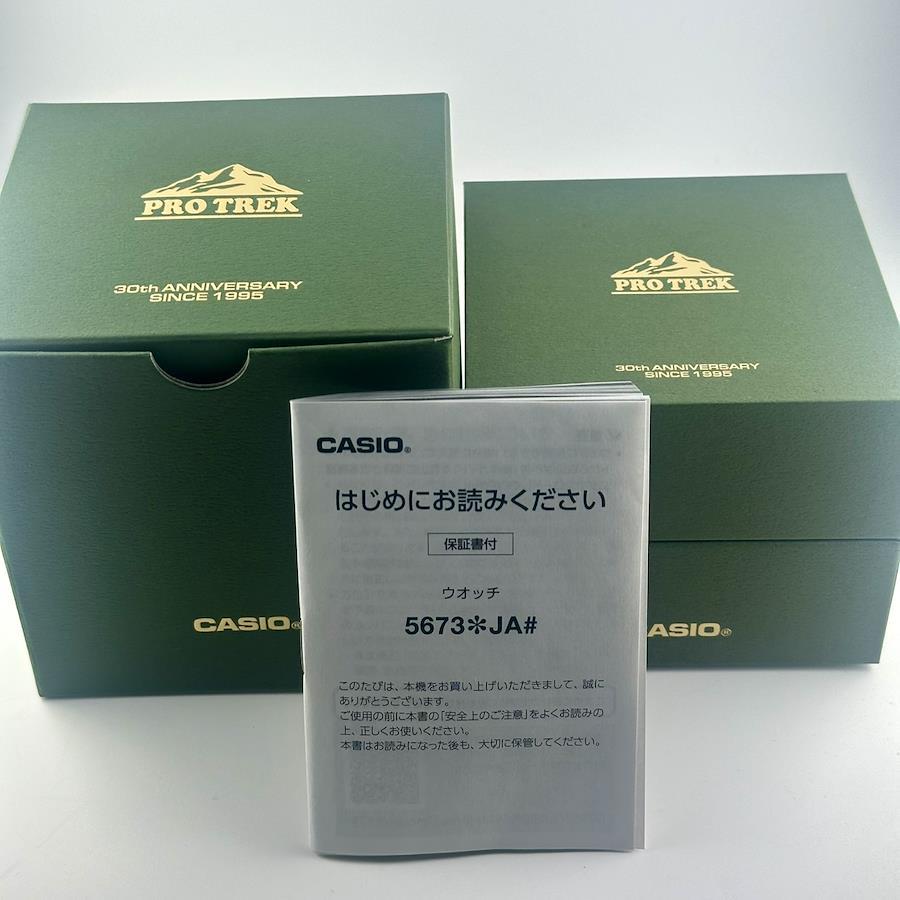 PRO TREK
30th ANNIVERSARY
SINCE 1995
CASIO®
PRO TREK
30th ANNIVERSARY
SINCE 1995
ASIO®
CASIO®
はじめにお読みください
保証書付
ウオッチ
5673✻JA#
このたびは、本機をお買い上げいただきまして、誠に
ありがとうございます。
ご使用の前に本書の「安全上のご注意」をよくお読みの
上、正しくお使いください。
本書はお読みになった後も、大切に保管してください。